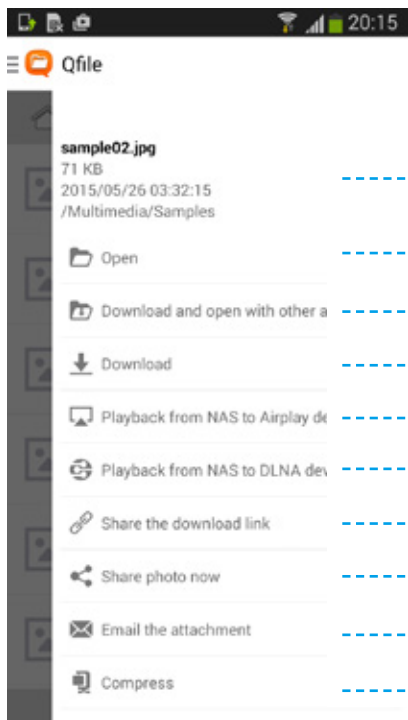 20:15
Qfile
sample02.jpg
71 KB
2015/05/26 03:32:15
/Multimedia/Samples
Open
Download and open with other a
Download
Playback from NAS to Airplay de
Playback from NAS to DLNA dev
Share the download link
Share photo now
Email the attachment
Compress